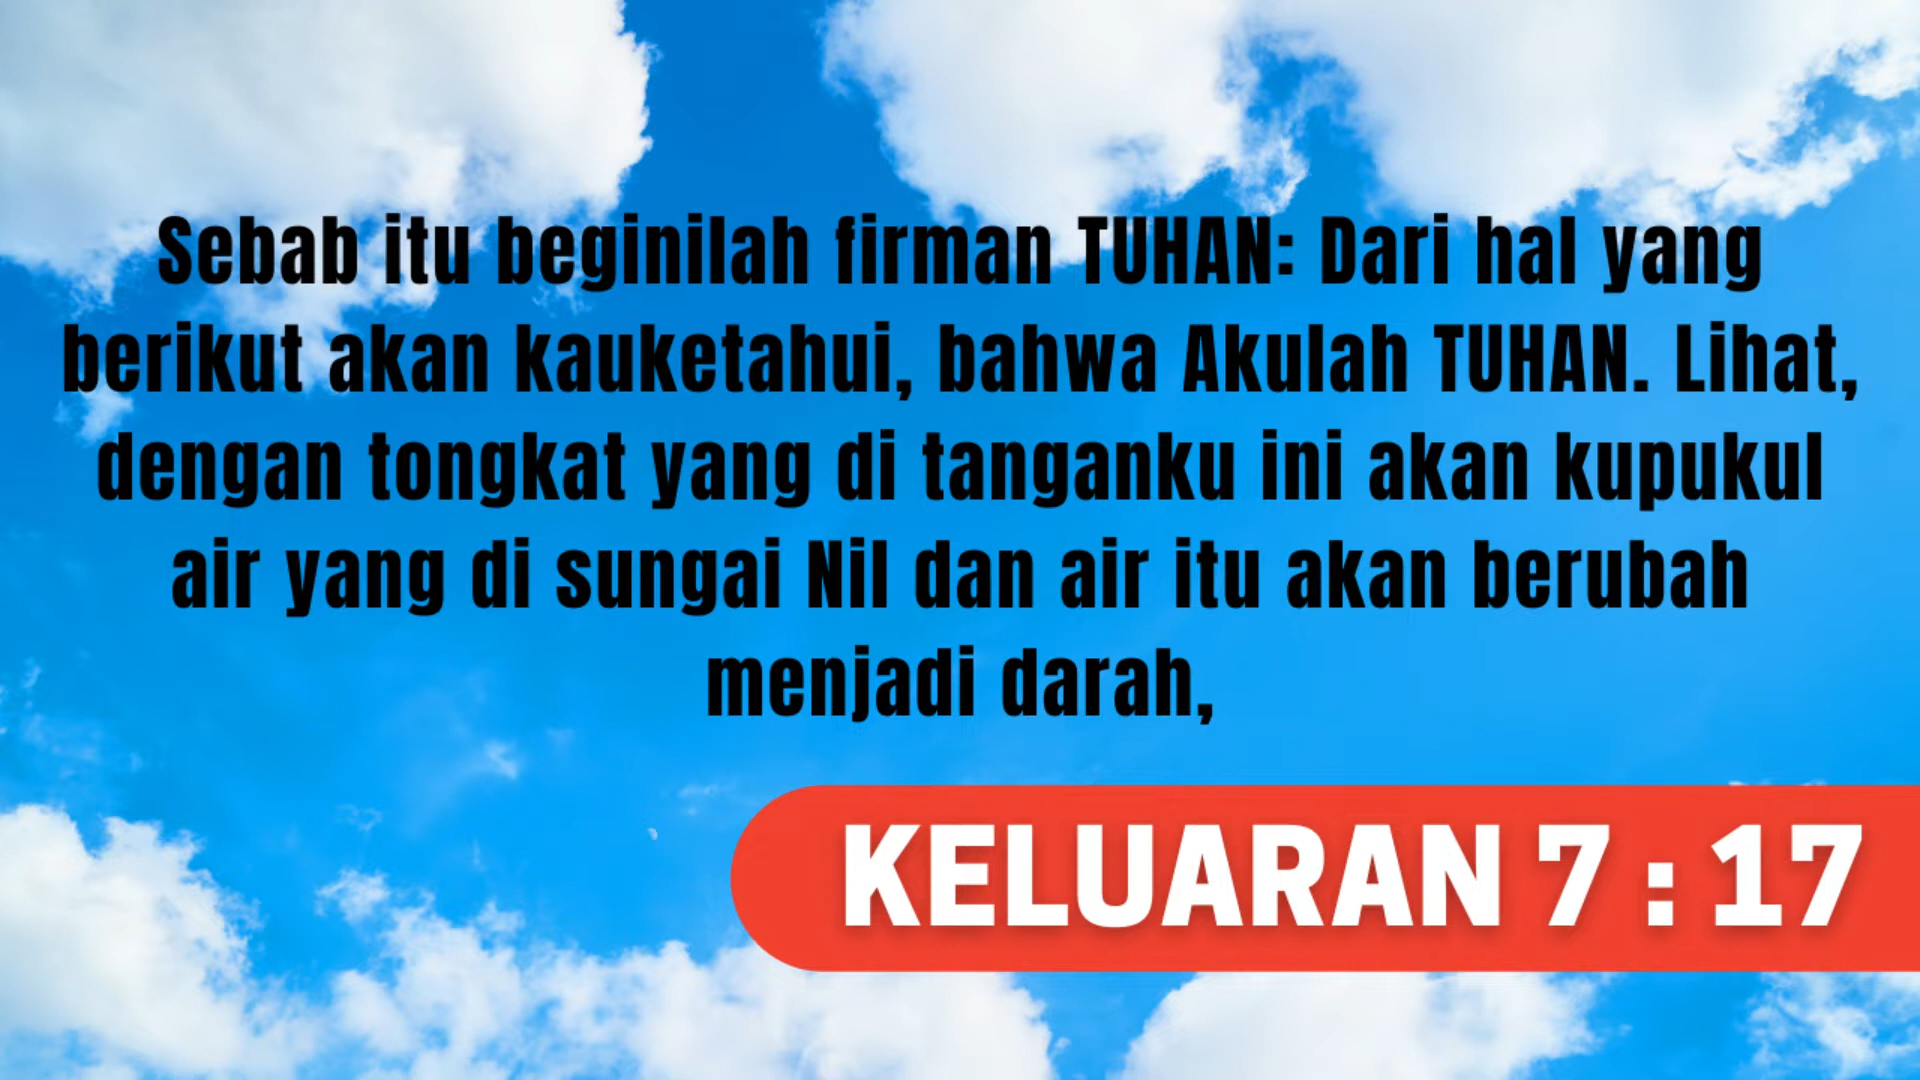 Sebab itu beginilah firman TUHAN: Dari hal yang
berikut akan kauketahui, bahwa Akulah TUHAN. Lihat,
dengan tongkat yang di tanganku ini akan kupukul
air yang di sungai Nil dan air itu akan berubah
menjadi darah,
KELUARAN 7 : 17